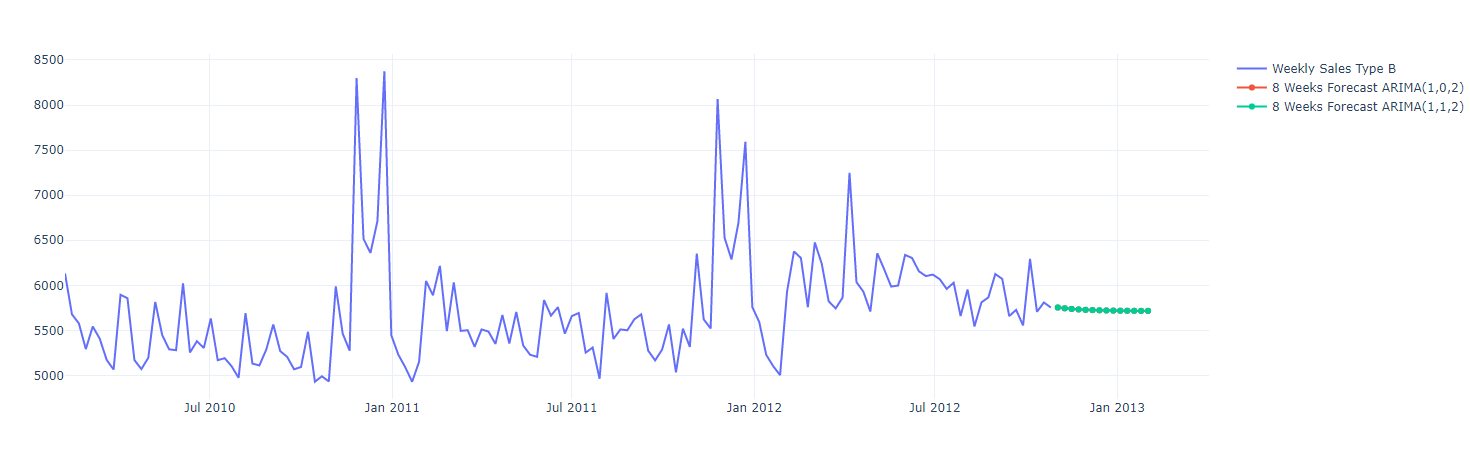 8500
8000
7500
7000
6500
6000
5500
5000
Jul 2010
Jan 2011
Jul 2011
Jan 2012
Jul 2012
Jan 2013
Weekly Sales Type B
8 Weeks Forecast ARIMA(1,0,2)
8 Weeks Forecast ARIMA(1,1,2)